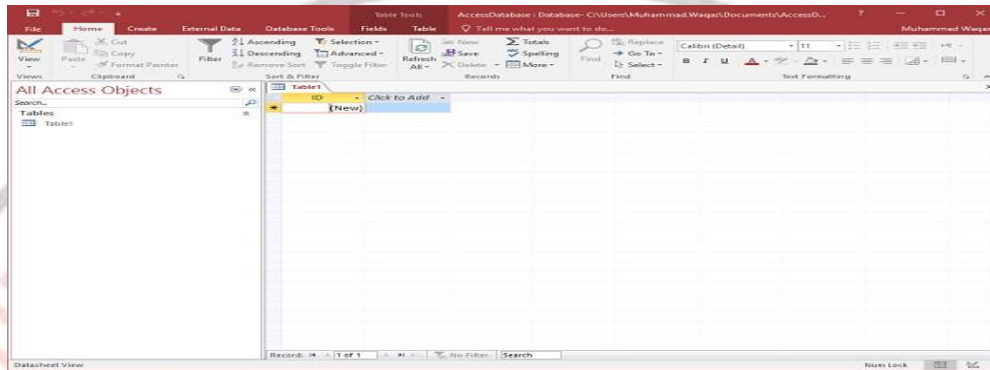 Table Tools AccessDatabase : Database- C:\Users\Muhammad.Waqas\Documents\AccessD... ?
File Home Create External Data Database Tools Fields Table Tell me what you want to do... Muhammad Waqas
View Paste Cut Copy Format Painter Filter Ascending Descending Remove Sort Selection Advanced Toggle Filter Refresh All New Save Delete Totals Spelling More Find Replace Go To Select Calibri (Detail) 11 B I U A
Views Clipboard Sort & Filter Records Find Text Formatting
All Access Objects
Search...
Tables
Table1
Table1
ID Click to Add
(New)
Record: 1 of 1 No Filter Search
Datasheet View Num Lock